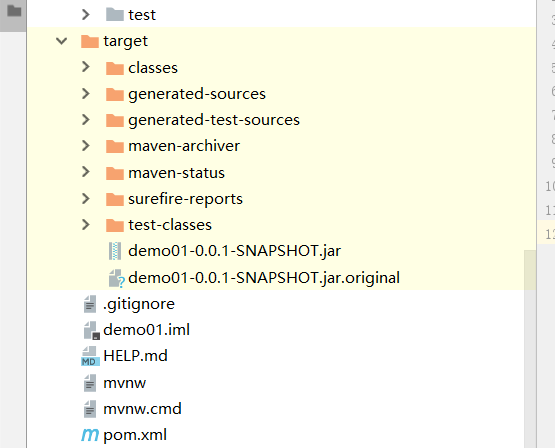 test
target
classes
generated-sources
generated-test-sources
maven-archiver
maven-status
surefire-reports
test-classes
demo01-0.0.1-SNAPSHOT.jar
demo01-0.0.1-SNAPSHOT.jar.original
.gitignore
demo01.iml
MD HELP.md
mvnw
mvnw.cmd
m pom.xml
3
4
5
6
7
8
9
10
11